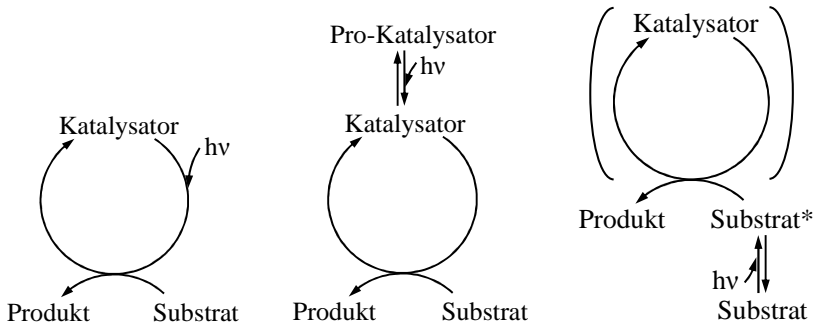 Katalysator
hν
Produkt Substrat
Pro-Katalysator
hν
Katalysator
Produkt Substrat
Katalysator
Produkt Substrat*
hν
Substrat